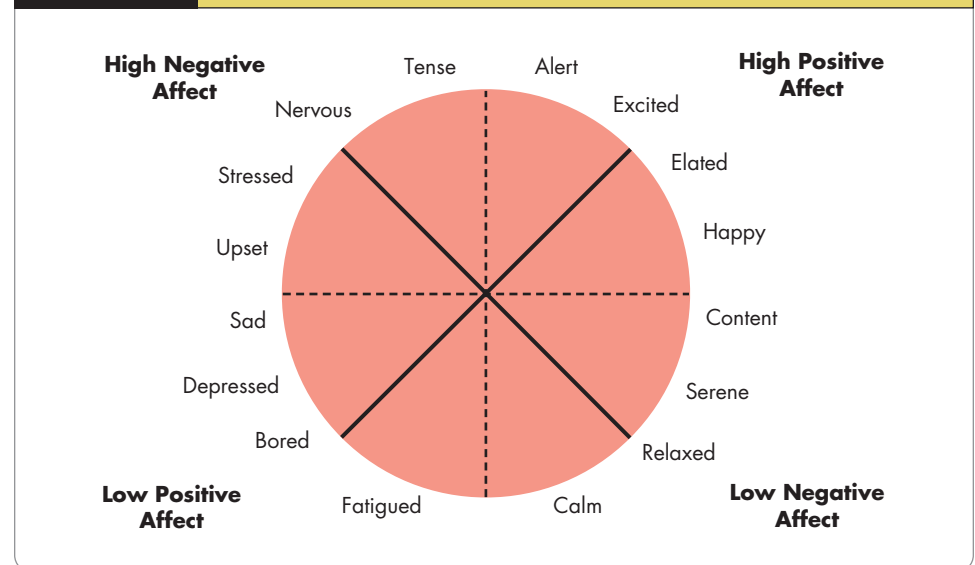 High Negative
Affect
Tense
Alert
High Positive
Affect
Nervous
Excited
Stressed
Elated
Upset
Happy
Sad
Content
Depressed
Serene
Bored
Relaxed
Low Positive
Affect
Fatigued
Calm
Low Negative
Affect